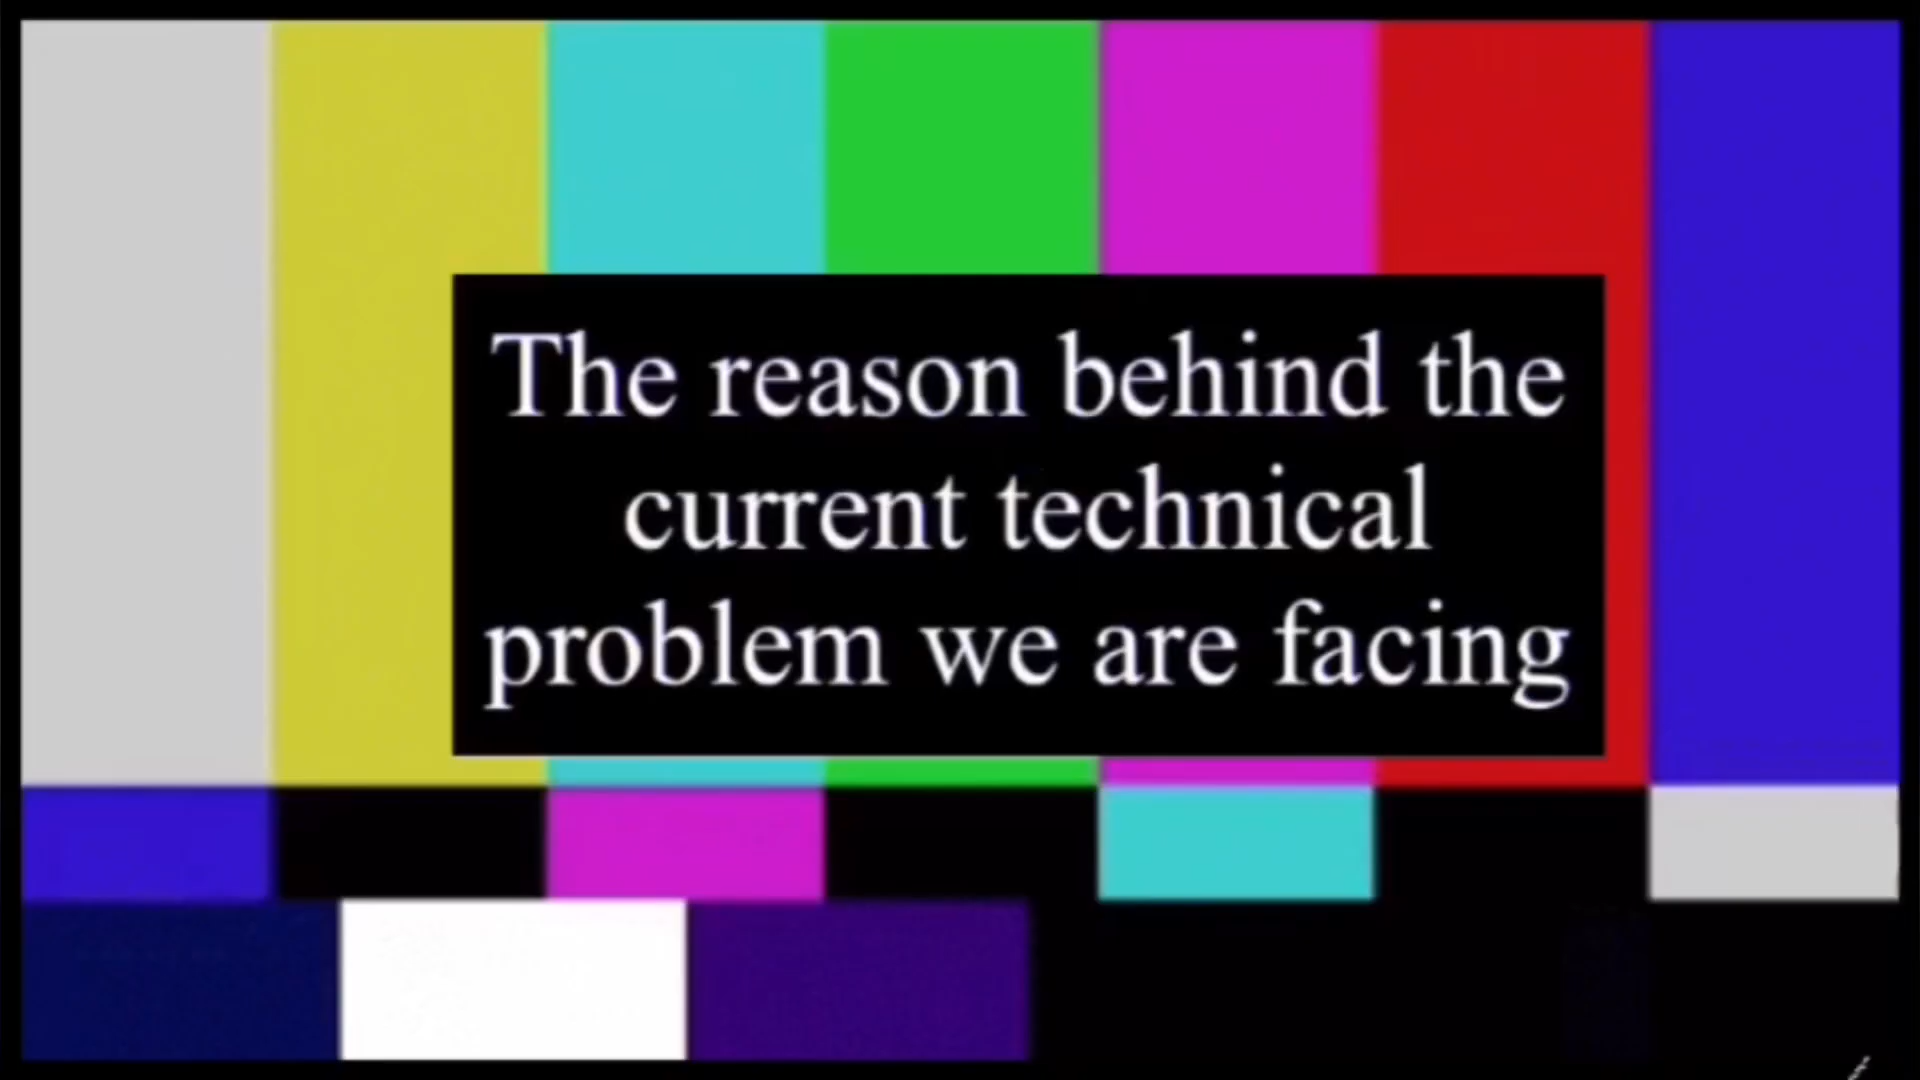 The reason behind the
current technical
problem we are facing